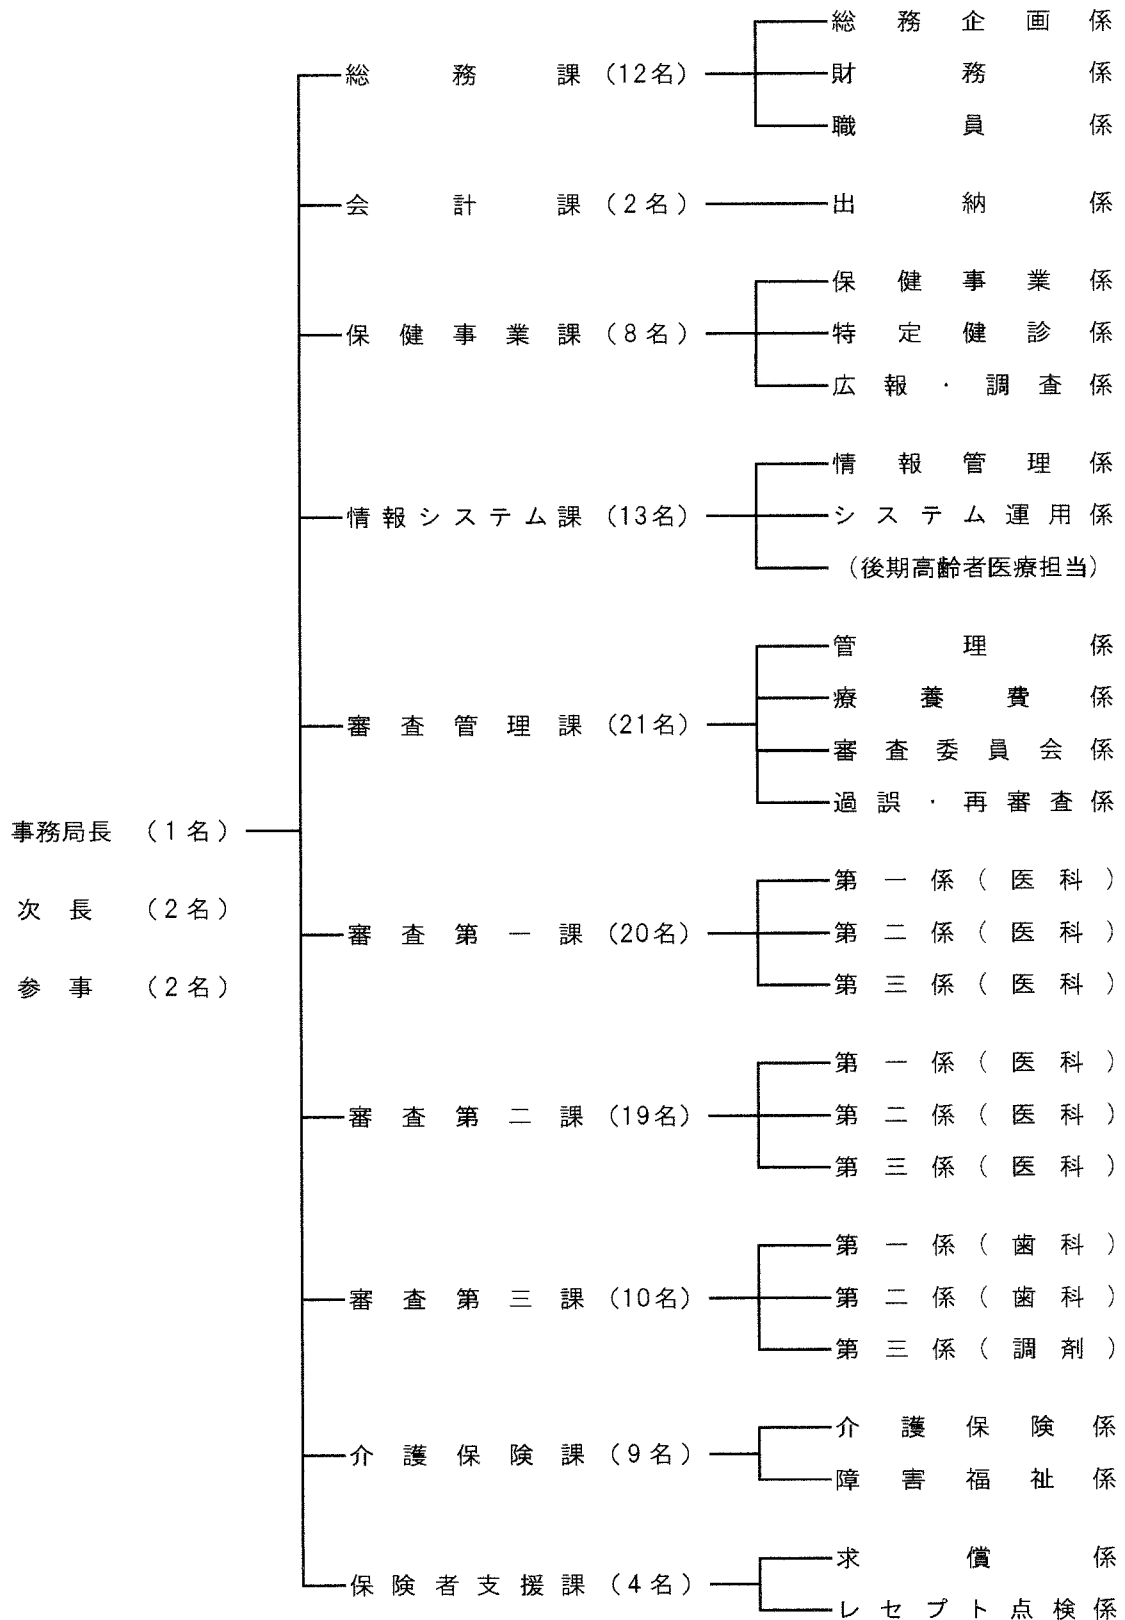 総務企画係
総務課（12名）
財務係
職員係
会計課（2名）
出納係
保健事業係
保健事業課（8名）
特定健診係
広報・調査係
情報管理係
情報システム課（13名）
システム運用係
（後期高齢者医療担当）
管理係
療養費係
審査管理課（21名）
審査委員会係
過誤・再審査係
事務局長（1名）
次長（2名）
参事（2名）
第一係（医科）
審査第一課（20名）
第二係（医科）
第三係（医科）
第一係（医科）
審査第二課（19名）
第二係（医科）
第三係（医科）
第一係（歯科）
審査第三課（10名）
第二係（歯科）
第三係（調剤）
介護保険係
介護保険課（9名）
障害福祉係
求償係
保険者支援課（4名）
レセプト点検係